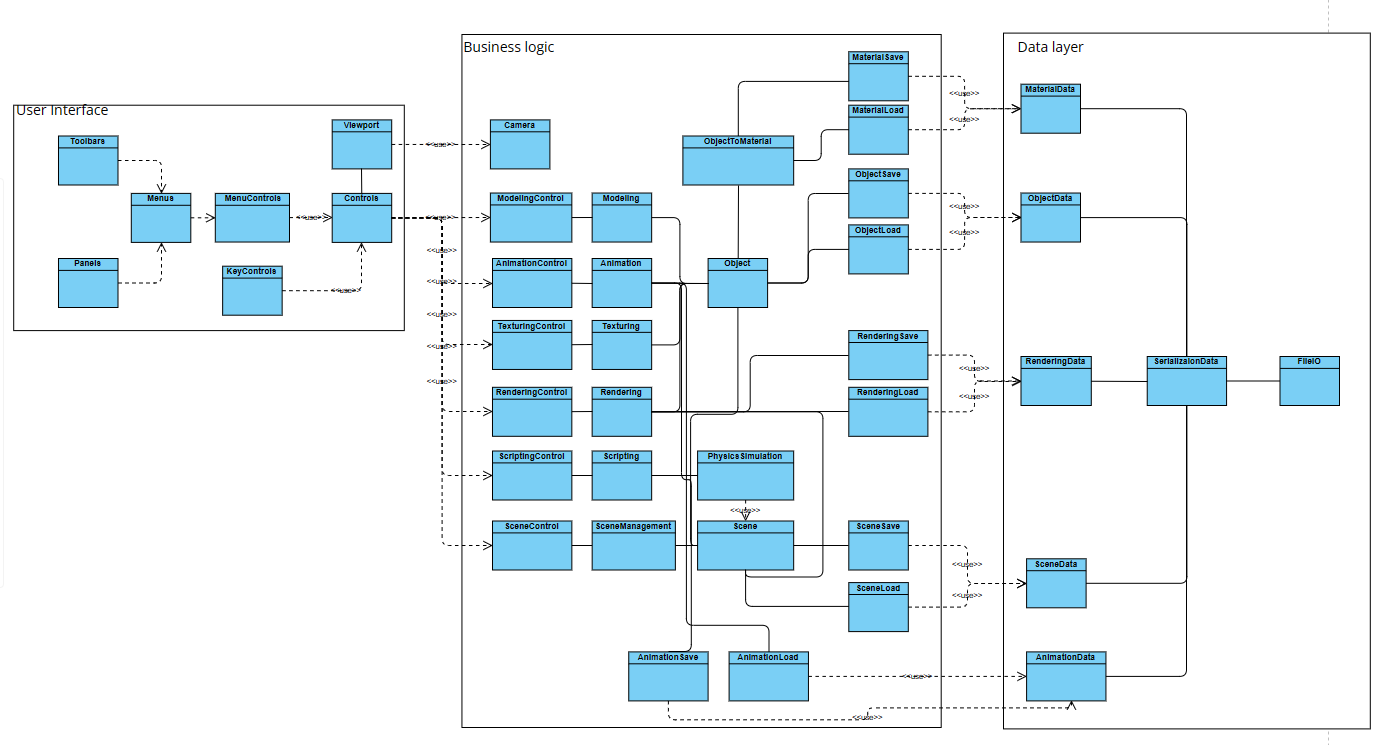 User Interface
Toolbars
Viewport
Menus
MenuControls
<<use>>
Controls
Panels
KeyControls
<<use>>
Business logic
<<use>>
Camera
<<use>>
<<use>>
<<use>>
<<use>>
<<use>>
<<use>>
ModelingControl
Modeling
AnimationControl
Animation
TexturingControl
Texturing
RenderingControl
Rendering
ScriptingControl
Scripting
SceneControl
SceneManagement
ObjectToMaterial
Object
PhysicsSimulation
<<use>>
Scene
MaterialSave
MaterialLoad
ObjectSave
ObjectLoad
RenderingSave
RenderingLoad
SceneSave
SceneLoad
AnimationSave
AnimationLoad
<<use>>
<<use>>
<<use>>
<<use>>
<<use>>
<<use>>
<<use>>
<<use>>
<<use>>
<<use>>
Data layer
MaterialData
ObjectData
RenderingData
SerializaionData
FileIO
SceneData
AnimationData